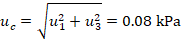 u_c = √(u_1^2 + u_3^2) = 0.08 kPa